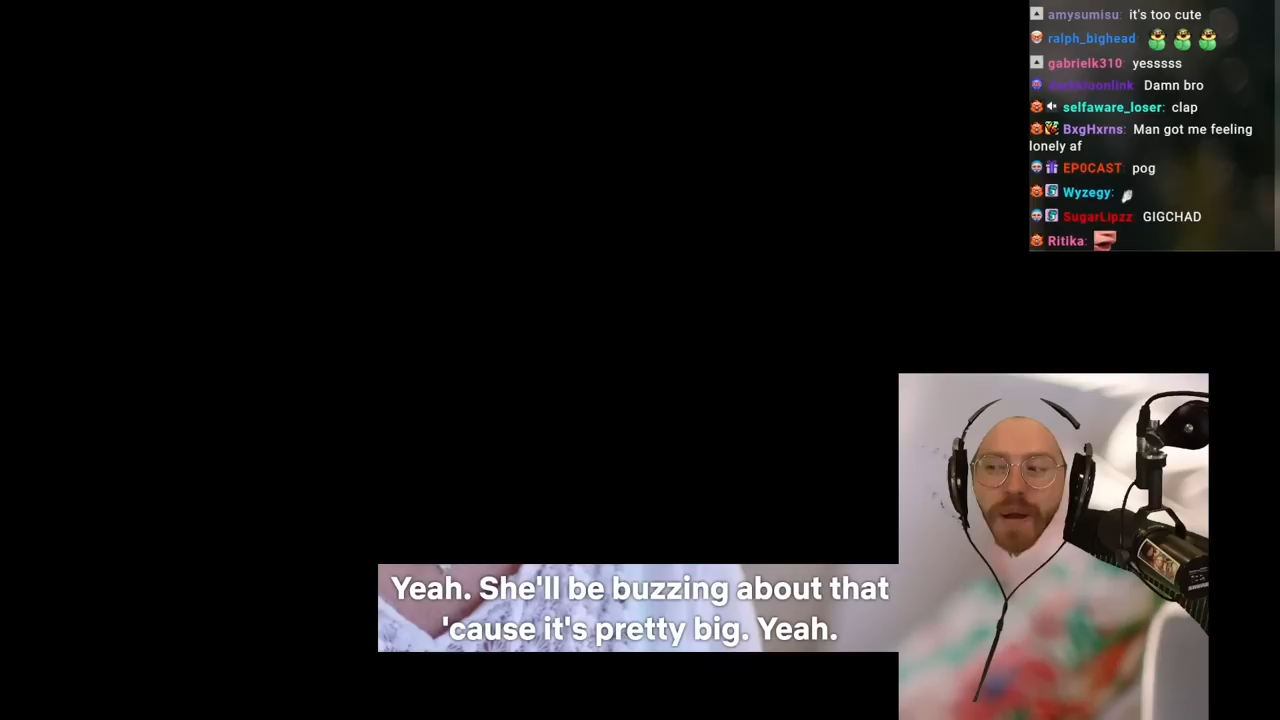 amysumisu: it's too cute
ralph_bighead:
gabrielk310: yesssss
Damn bro
selfaware_loser: clap
BxgHxrns: Man got me feeling
lonely af
EP0CAST: pog
Wyzegy:
SugarLipzz: GIGCHAD
Ritika:
Yeah. She'll be buzzing about that
'cause it's pretty big. Yeah.